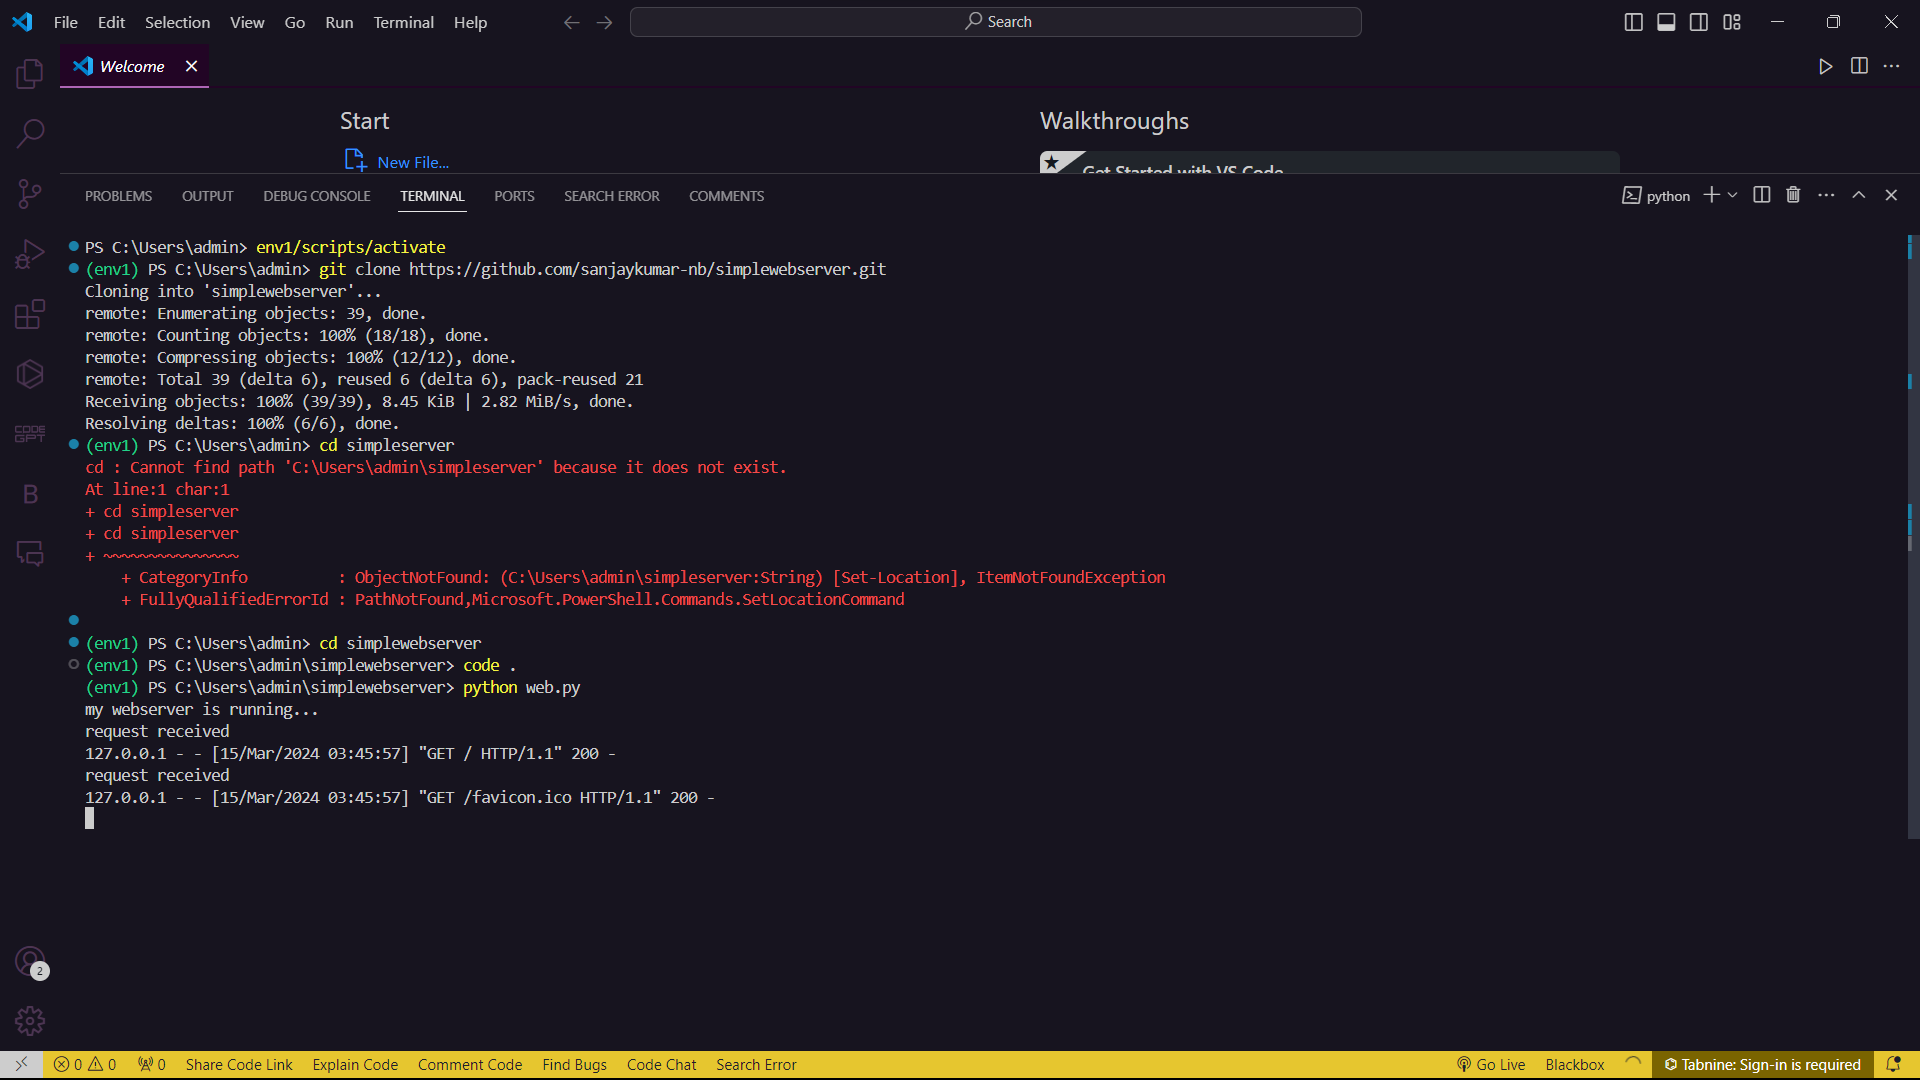 File Edit Selection View Go Run Terminal Help Search
Welcome
Start
Walkthroughs
New File...
Get Started with VS Code
PROBLEMS OUTPUT DEBUG CONSOLE TERMINAL PORTS SEARCH ERROR COMMENTS python
PS C:\Users\admin> env1/scripts/activate
(env1) PS C:\Users\admin> git clone https://github.com/sanjaykumar-nb/simplewebserver.git
Cloning into 'simplewebserver'...
remote: Enumerating objects: 39, done.
remote: Counting objects: 100% (18/18), done.
remote: Compressing objects: 100% (12/12), done.
remote: Total 39 (delta 6), reused 6 (delta 6), pack-reused 21
Receiving objects: 100% (39/39), 8.45 KiB | 2.82 MiB/s, done.
Resolving deltas: 100% (6/6), done.
(env1) PS C:\Users\admin> cd simpleserver
cd : Cannot find path 'C:\Users\admin\simpleserver' because it does not exist.
At line:1 char:1
+ cd simpleserver
+ cd simpleserver
+ ~~~~~~~~~~~~~~~
+ CategoryInfo : ObjectNotFound: (C:\Users\admin\simpleserver:String) [Set-Location], ItemNotFoundException
+ FullyQualifiedErrorId : PathNotFound,Microsoft.PowerShell.Commands.SetLocationCommand
(env1) PS C:\Users\admin> cd simplewebserver
(env1) PS C:\Users\admin\simplewebserver> code .
(env1) PS C:\Users\admin\simplewebserver> python web.py
my webserver is running...
request received
127.0.0.1 - - [15/Mar/2024 03:45:57] "GET / HTTP/1.1" 200 -
request received
127.0.0.1 - - [15/Mar/2024 03:45:57] "GET /favicon.ico HTTP/1.1" 200 -
CODE GPT
B
2
0 0 0 Share Code Link Explain Code Comment Code Find Bugs Code Chat Search Error Go Live Blackbox Tabnine: Sign-in is required